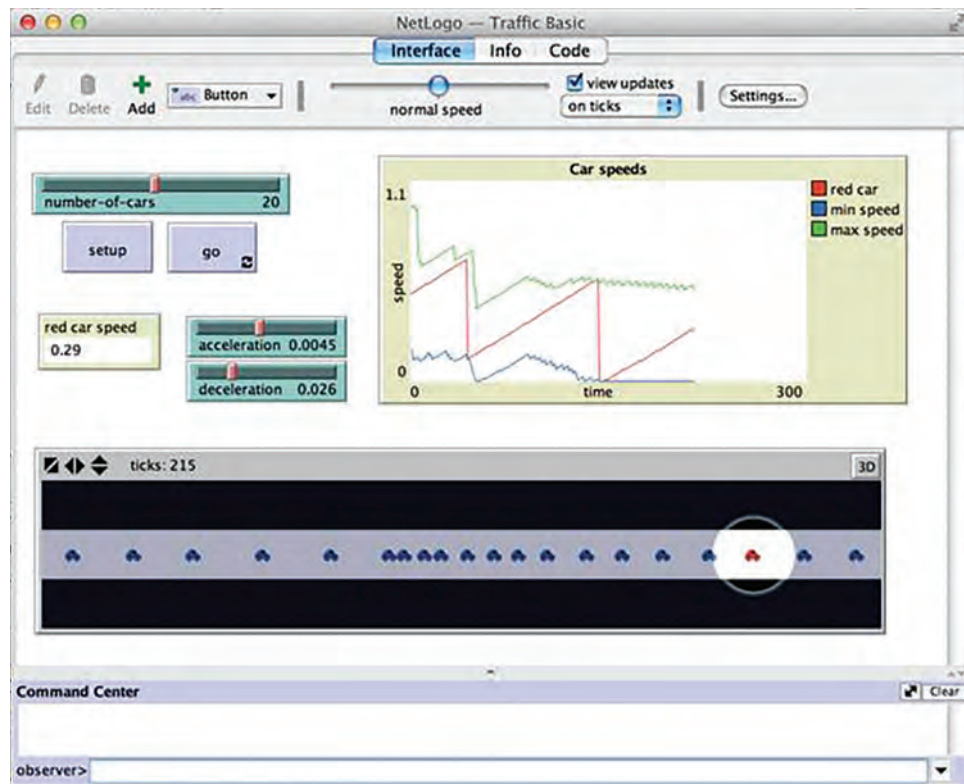 NetLogo — Traffic Basic
Interface Info Code
Edit Delete Add abc Button normal speed view updates on ticks Settings...
number-of-cars 20
setup go
red car speed
0.29
acceleration 0.0045
deceleration 0.026
Car speeds
1.1
speed
0
0 time 300
red car
min speed
max speed
ticks: 215 3D
Command Center Clear
observer>